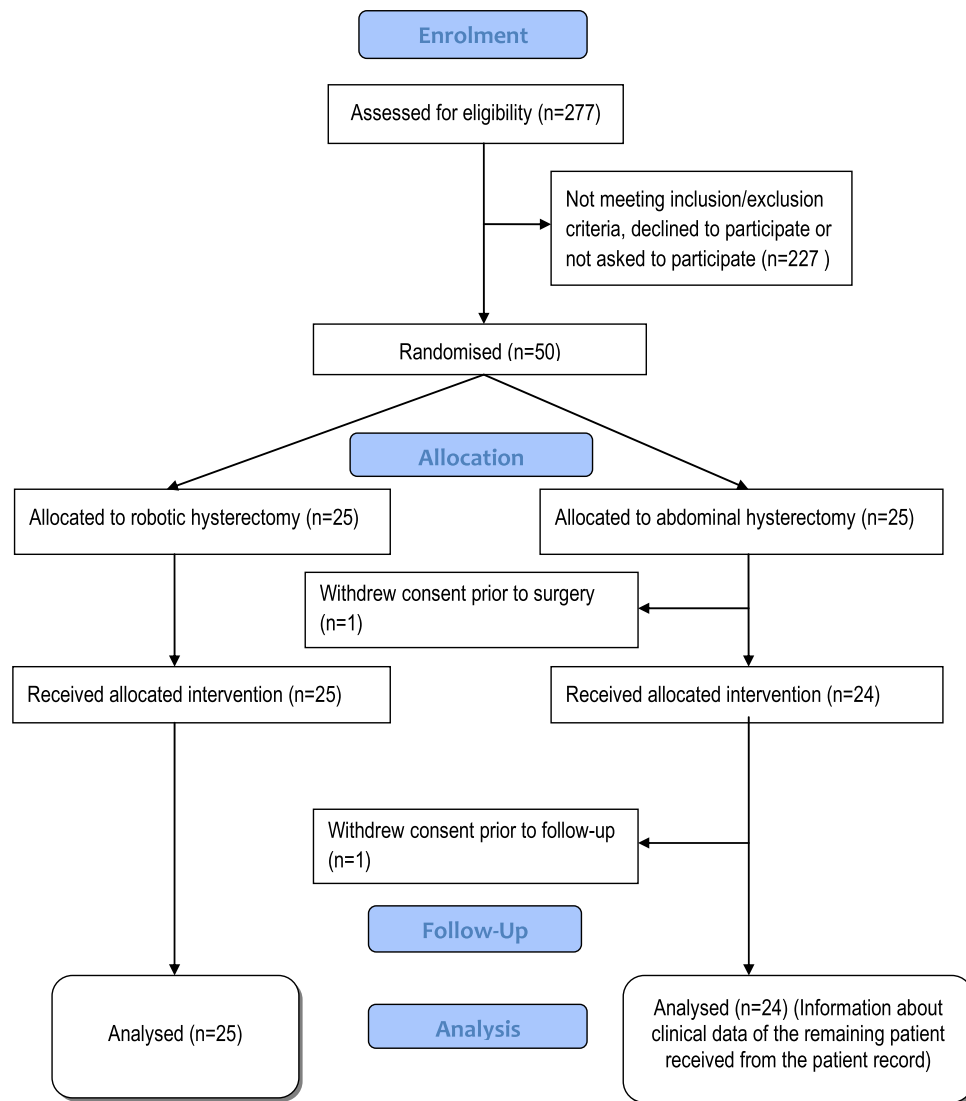 Enrolment
Assessed for eligibility (n=277)
Not meeting inclusion/exclusion
criteria, declined to participate or
not asked to participate (n=227 )
Randomised (n=50)
Allocation
Allocated to robotic hysterectomy (n=25)
Allocated to abdominal hysterectomy (n=25)
Withdrew consent prior to surgery
(n=1)
Received allocated intervention (n=25)
Received allocated intervention (n=24)
Withdrew consent prior to follow-up
(n=1)
Follow-Up
Analysis
Analysed (n=25)
Analysed (n=24) (Information about
clinical data of the remaining patient
received from the patient record)